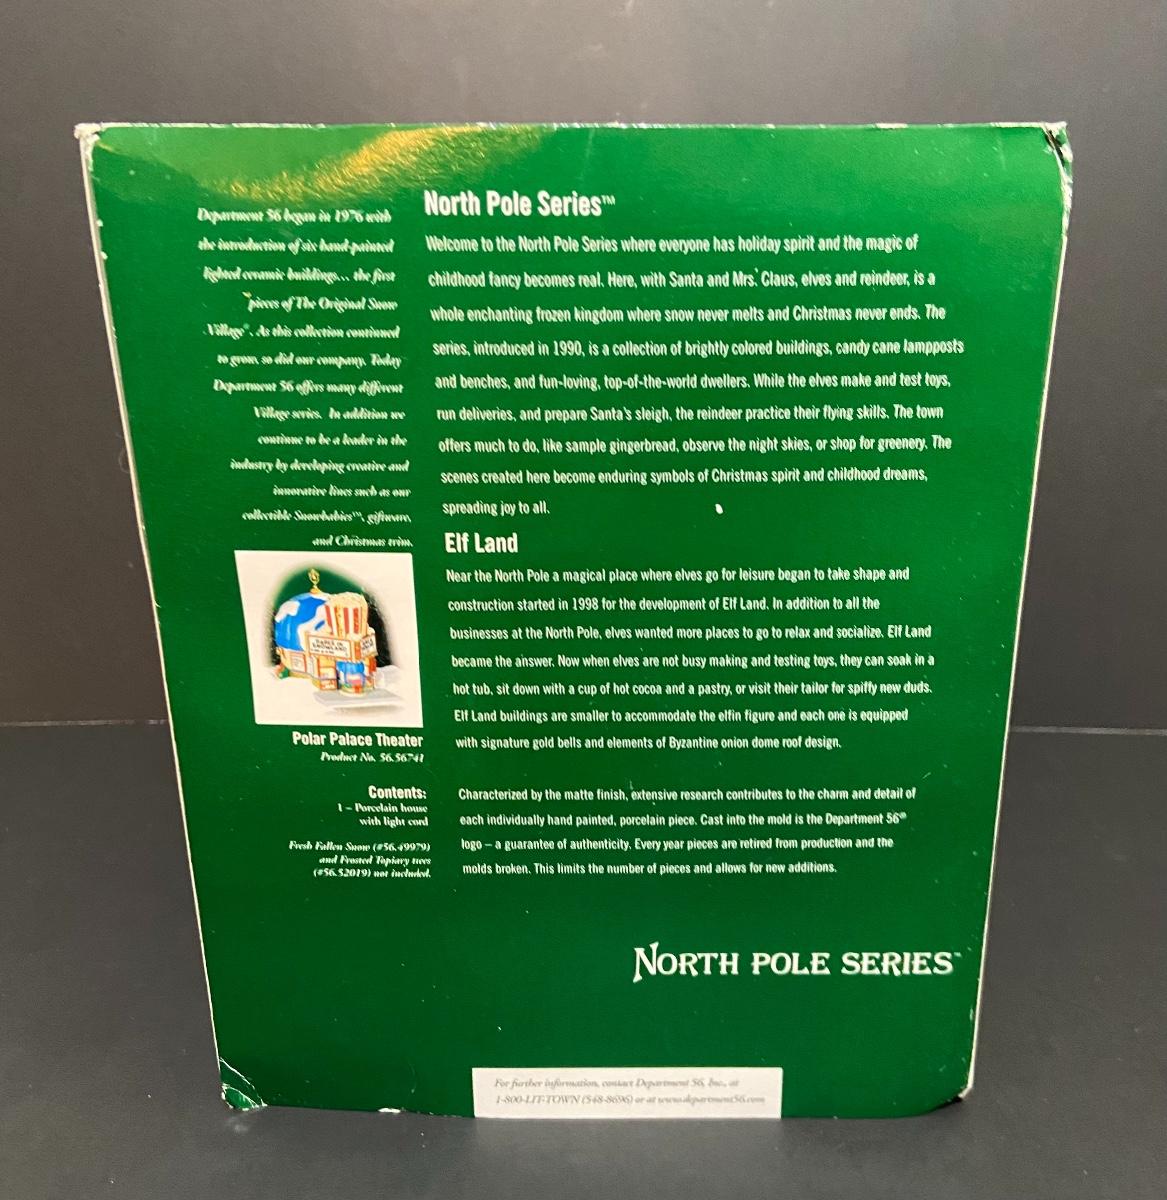 Department 56 began in 1976 with
the introduction of six hand-painted
lighted ceramic buildings... the first
pieces of The Original Snow
Village®. As this collection continued
to grow, so did our company. Today
Department 56 offers many different
Village series. In addition we
continue to be a leader in the
industry by developing creative and
innovative lines such as our
collectible Snowbabies™, giftware,
and Christmas trim.
Polar Palace Theater
Product No. 56.56741
Contents:
1 – Porcelain house
with light cord
Fresh Fallen Snow (#56.49979)
and Frosted Topiary trees
(#56.52019) not included.
North Pole Series™
Welcome to the North Pole Series where everyone has holiday spirit and the magic of
childhood fancy becomes real. Here, with Santa and Mrs. Claus, elves and reindeer, is a
whole enchanting frozen kingdom where snow never melts and Christmas never ends. The
series, introduced in 1990, is a collection of brightly colored buildings, candy cane lampposts
and benches, and fun-loving, top-of-the-world dwellers. While the elves make and test toys,
run deliveries, and prepare Santa's sleigh, the reindeer practice their flying skills. The town
offers much to do, like sample gingerbread, observe the night skies, or shop for greenery. The
scenes created here become enduring symbols of Christmas spirit and childhood dreams,
spreading joy to all.
Elf Land
Near the North Pole a magical place where elves go for leisure began to take shape and
construction started in 1998 for the development of Elf Land. In addition to all the
businesses at the North Pole, elves wanted more places to go to relax and socialize. Elf Land
became the answer. Now when elves are not busy making and testing toys, they can soak in a
hot tub, sit down with a cup of hot cocoa and a pastry, or visit their tailor for spiffy new duds.
Elf Land buildings are smaller to accommodate the elfin figure and each one is equipped
with signature gold bells and elements of Byzantine onion dome roof design.
Characterized by the matte finish, extensive research contributes to the charm and detail of
each individually hand painted, porcelain piece. Cast into the mold is the Department 56®
logo – a guarantee of authenticity. Every year pieces are retired from production and the
molds broken. This limits the number of pieces and allows for new additions.
NORTH POLE SERIES™
For further information, contact Department 56, Inc., at
1-800-LIT-TOWN (548-8696) or at www.department56.com